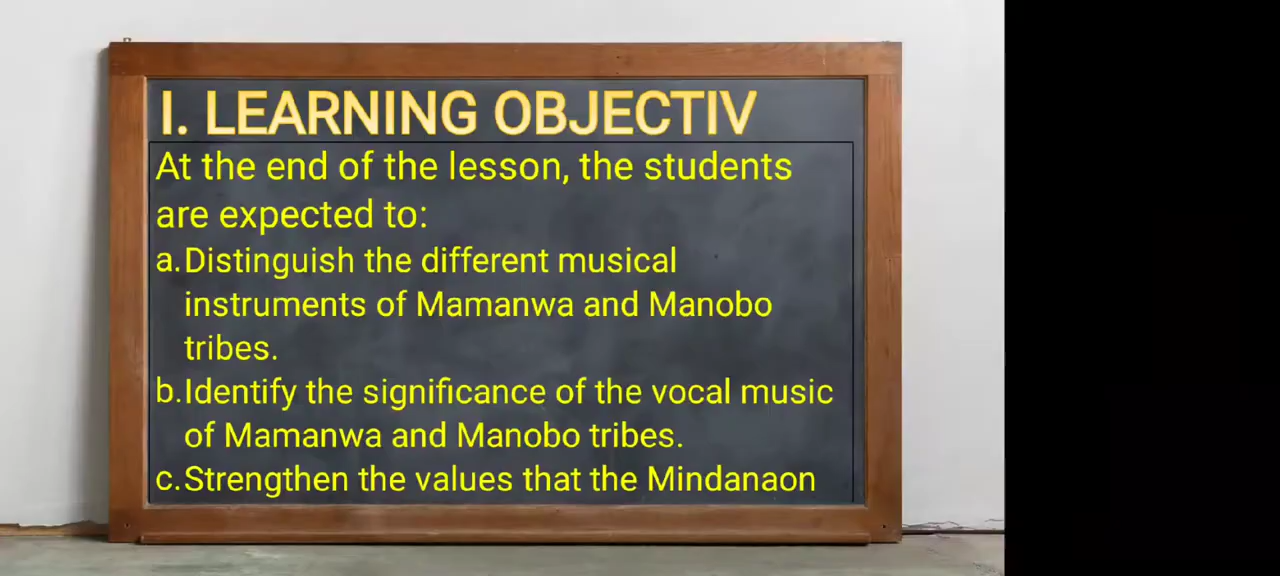 I. LEARNING OBJECTIV
At the end of the lesson, the students
are expected to:
a. Distinguish the different musical
instruments of Mamanwa and Manobo
tribes.
b. Identify the significance of the vocal music
of Mamanwa and Manobo tribes.
c. Strengthen the values that the Mindanaon